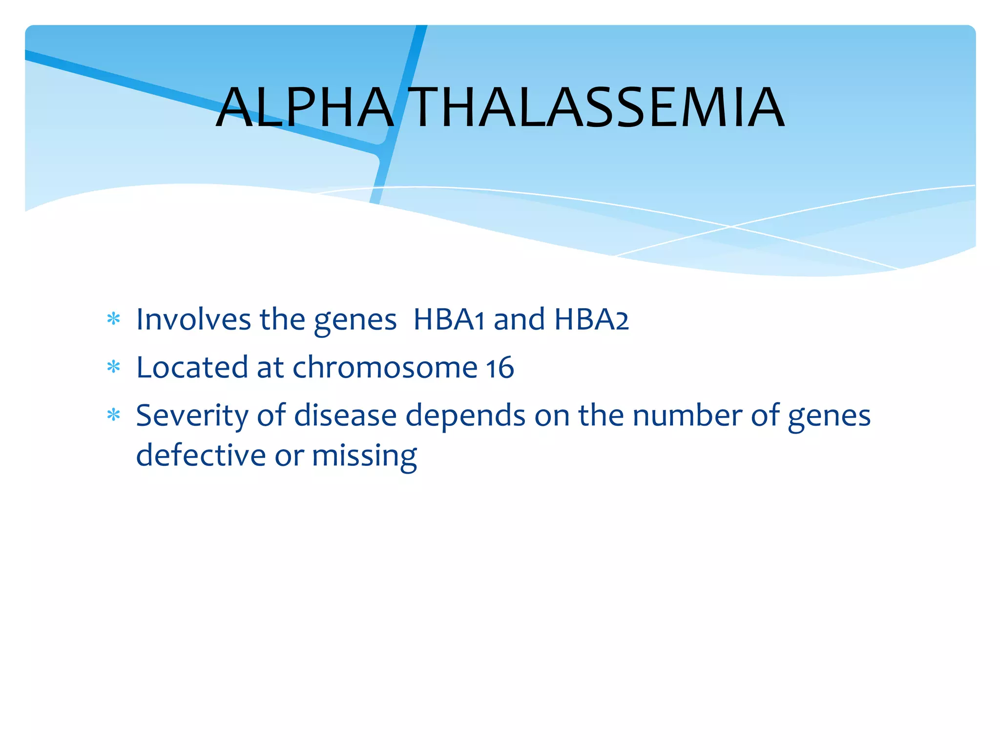 ALPHA THALASSEMIA
* Involves the genes  HBA1 and HBA2
* Located at chromosome 16
* Severity of disease depends on the number of genes
defective or missing